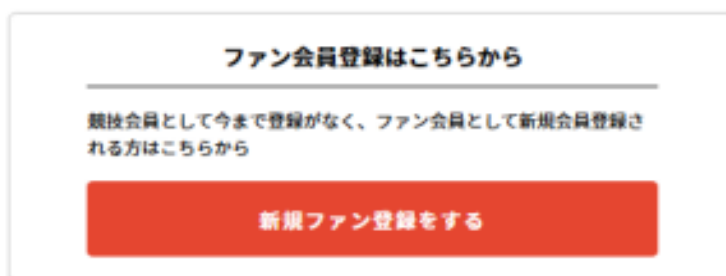 ファン会員登録はこちらから
競技会員として今まで登録がなく、ファン会員として新規会員登録さ
れる方はこちらから
新規ファン登録をする